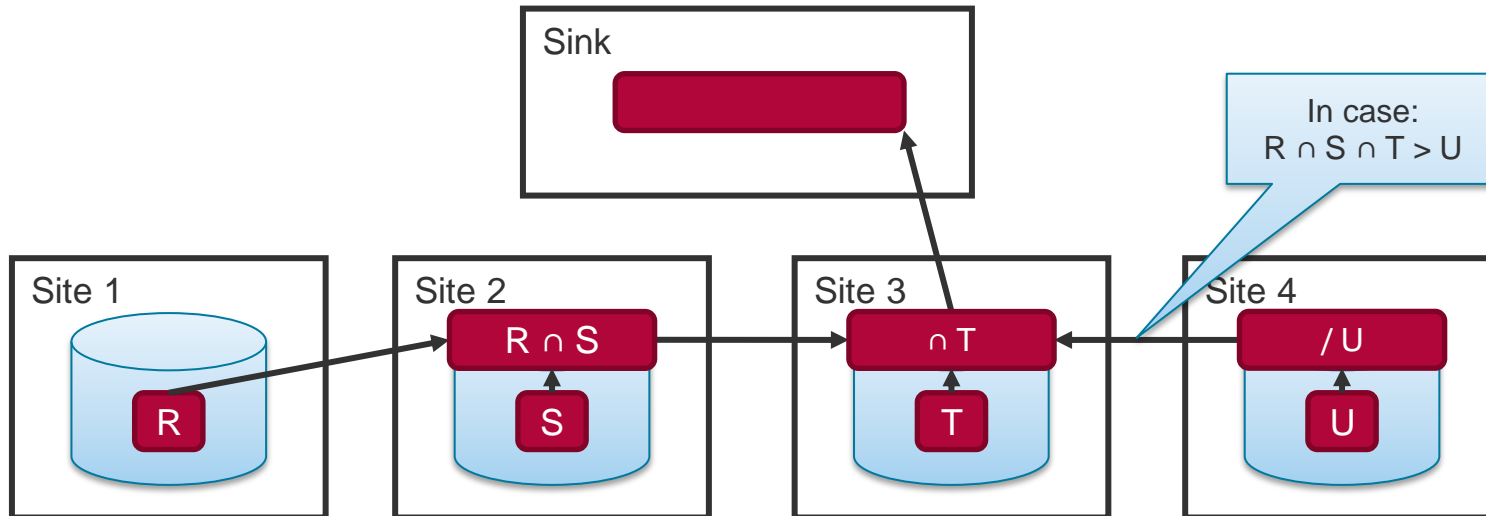 Sink
In case:
R ∩ S ∩ T > U
Site 1
Site 2
Site 3
Site 4
R ∩ S
∩ T
/ U
R
S
T
U